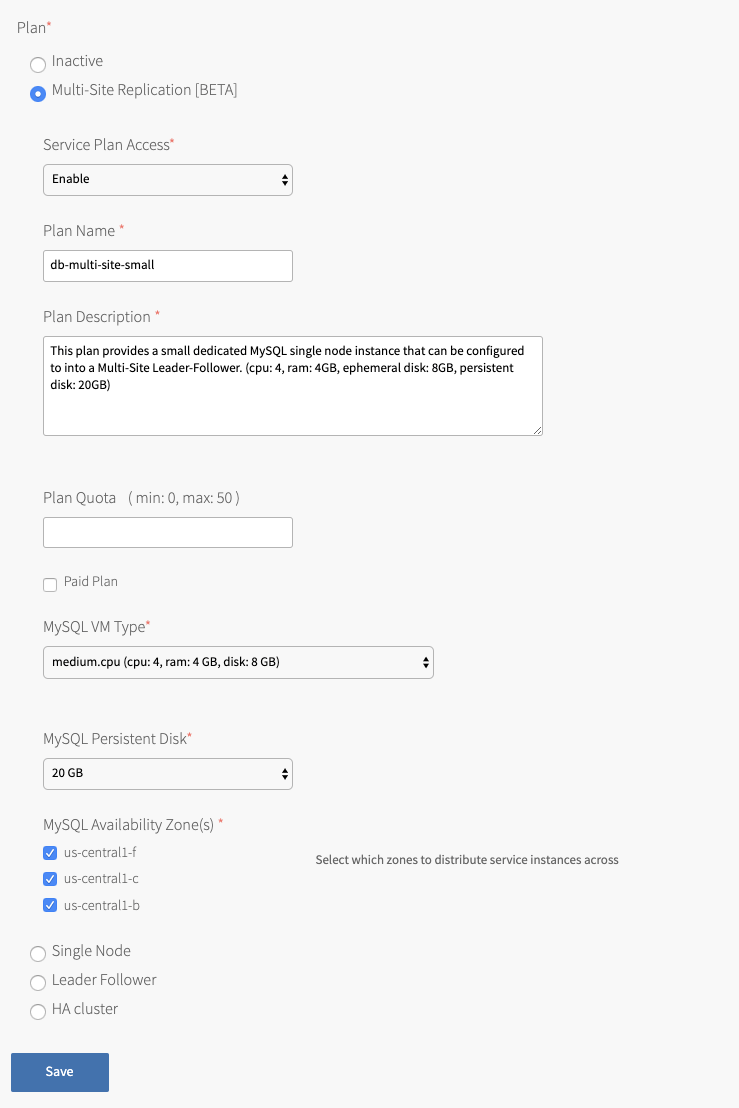 Plan*
Inactive
Multi-Site Replication [BETA]
Service Plan Access*
Enable
Plan Name *
db-multi-site-small
Plan Description *
This plan provides a small dedicated MySQL single node instance that can be configured
to into a Multi-Site Leader-Follower. (cpu: 4, ram: 4GB, ephemeral disk: 8GB, persistent
disk: 20GB)
Plan Quota ( min: 0, max: 50 )
Paid Plan
MySQL VM Type*
medium.cpu (cpu: 4, ram: 4 GB, disk: 8 GB)
MySQL Persistent Disk*
20 GB
MySQL Availability Zone(s) *
us-central1-f
Select which zones to distribute service instances across
us-central1-c
us-central1-b
Single Node
Leader Follower
HA cluster
Save